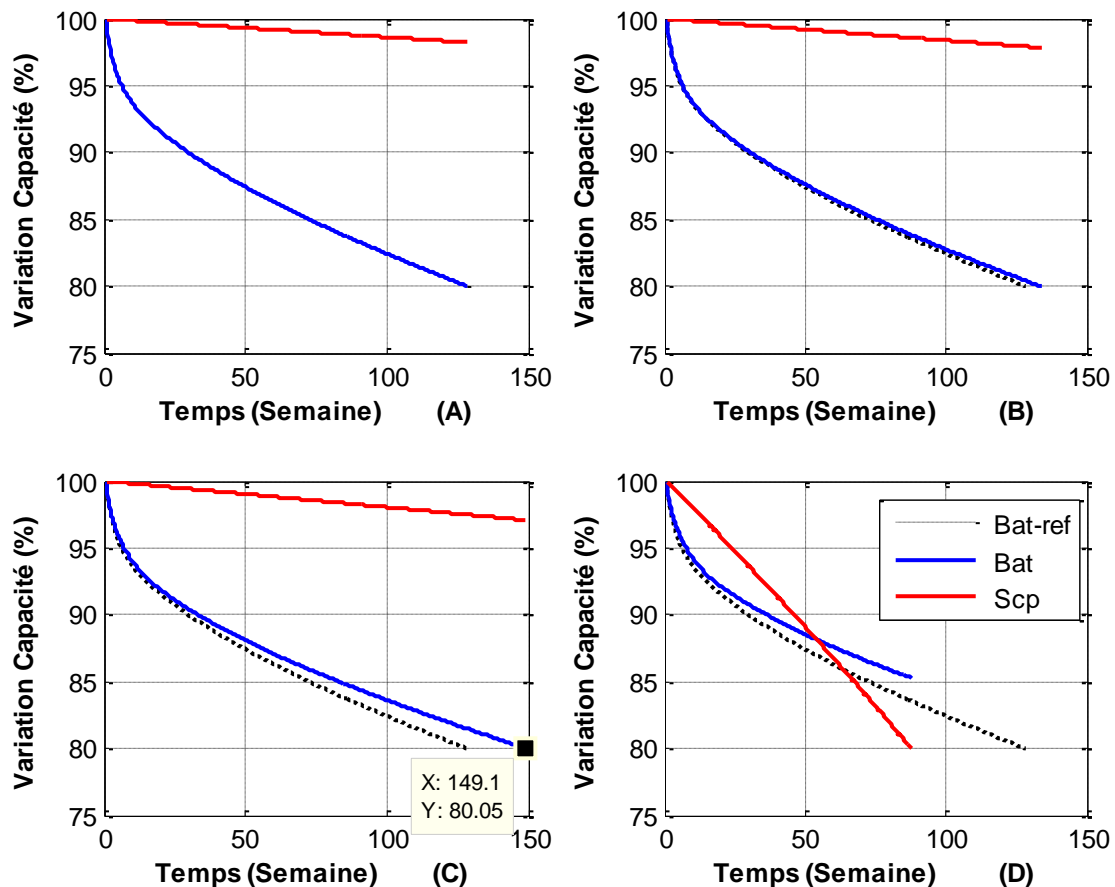 100
95
90
85
80
75
Variation Capacité (%)
0 50 100 150
Temps (Semaine) (A)
100
95
90
85
80
75
Variation Capacité (%)
0 50 100 150
Temps (Semaine) (B)
100
95
90
85
80
75
Variation Capacité (%)
X: 149.1
Y: 80.05
0 50 100 150
Temps (Semaine) (C)
100
95
90
85
80
75
Variation Capacité (%)
Bat-ref
Bat
Scp
0 50 100 150
Temps (Semaine) (D)